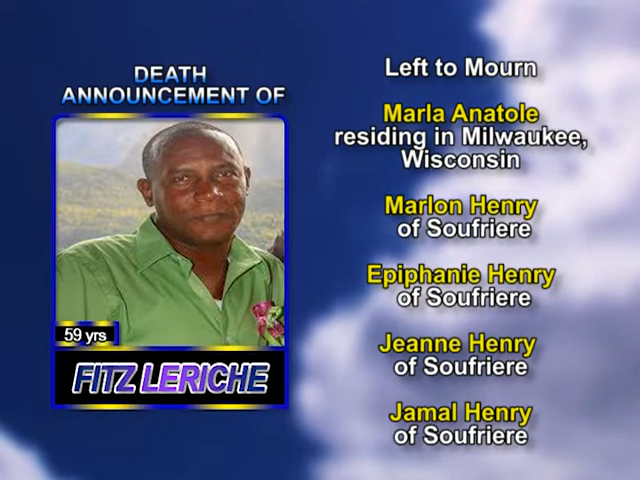 DEATH
ANNOUNCEMENT OF
59 yrs
FITZ LERICHE
Left to Mourn
Marla Anatole
residing in Milwaukee,
Wisconsin
Marlon Henry
of Soufriere
Epiphanie Henry
of Soufriere
Jeanne Henry
of Soufriere
Jamal Henry
of Soufriere